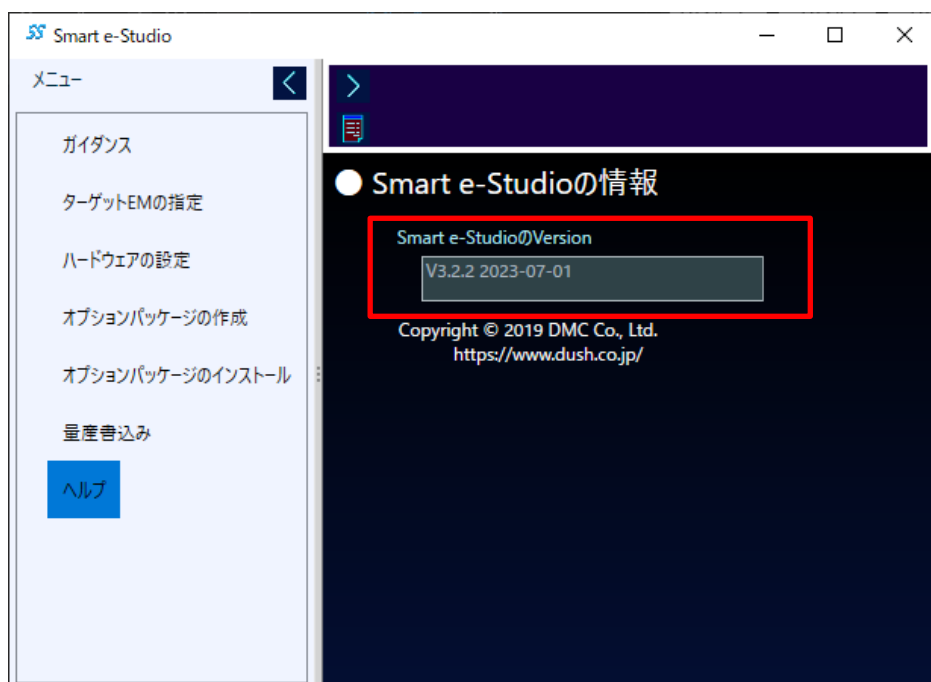 Smart e-Studio
メニュー
ガイダンス
ターゲットEMの指定
ハードウェアの設定
オプションパッケージの作成
オプションパッケージのインストール
量産書込み
ヘルプ
Smart e-Studioの情報
Smart e-StudioのVersion
V3.2.2 2023-07-01
Copyright © 2019 DMC Co., Ltd.
https://www.dush.co.jp/